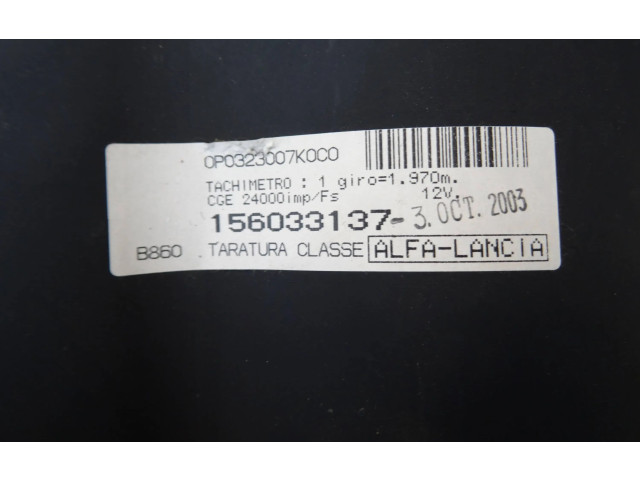 0P0323007K0C0
TACHIMETRO : 1 giro=1.970m.
CGE 24000imp/Fs 12V.
156033137- 3. OCT. 2003
B860 TARATURA CLASSE ALFA-LANCIA